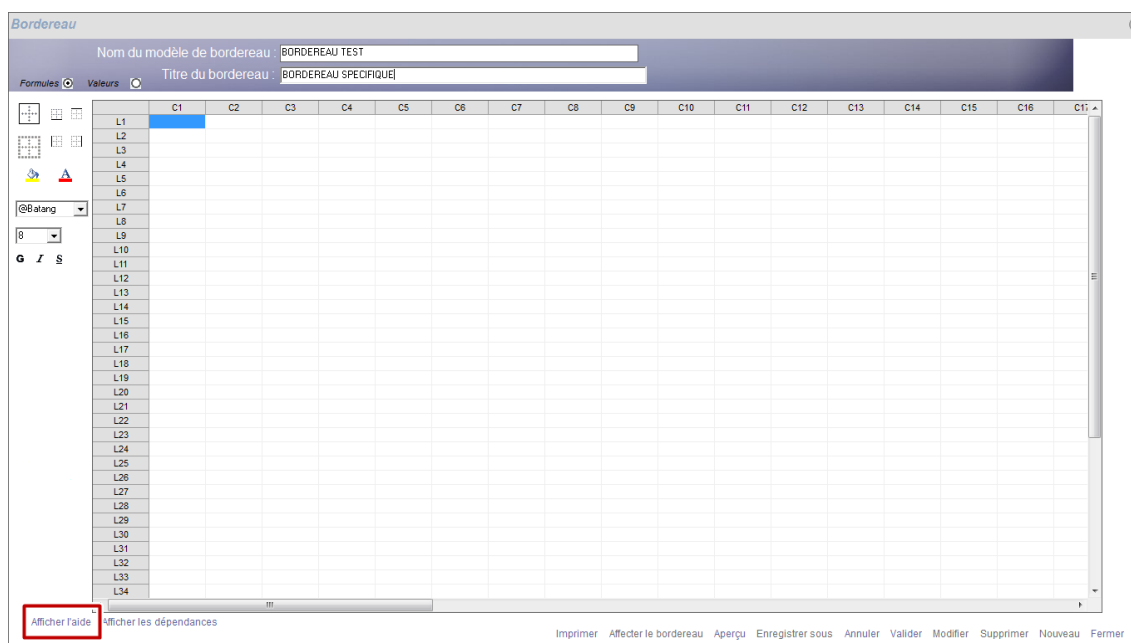 Bordereau
Nom du modèle de bordereau : BORDEREAU TEST
Titre du bordereau : BORDEREAU SPECIFIQUE
Formules Valeurs
C1 C2 C3 C4 C5 C6 C7 C8 C9 C10 C11 C12 C13 C14 C15 C16 C17
L1
L2
L3
L4
A
L5
L6
@Batang
L7
L8
8
L9
L10
G I S
L11
L12
L13
L14
L15
L16
L17
L18
L19
L20
L21
L22
L23
L24
L25
L26
L27
L28
L29
L30
L31
L32
L33
L34
Afficher l'aide Afficher les dépendances
Imprimer Affecter le bordereau Aperçu Enregistrer sous Annuler Valider Modifier Supprimer Nouveau Fermer